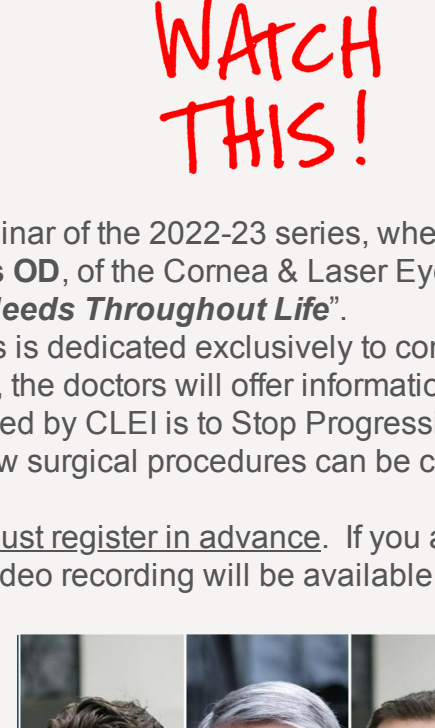 WATCH
THIS!
inar of the 2022-23 series, whe
s OD, of the Cornea & Laser Ey
eeds Throughout Life”.
s is dedicated exclusively to co
, the doctors will offer informatio
ed by CLEI is to Stop Progress
w surgical procedures can be c
ust register in advance. If you a
deo recording will be available